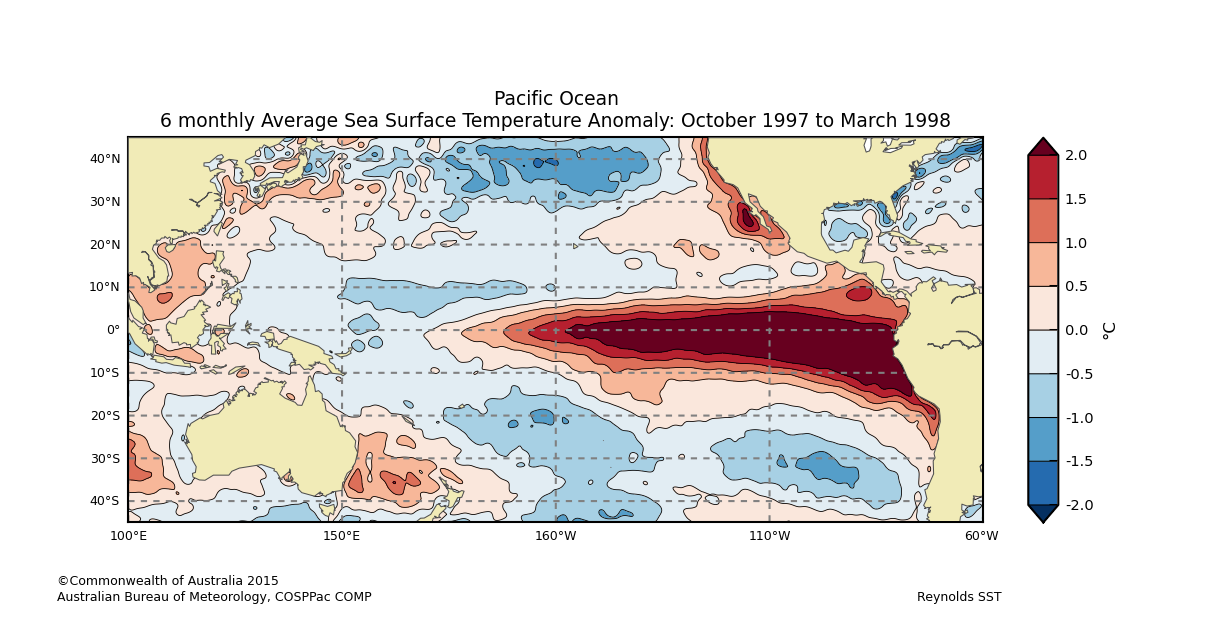 Pacific Ocean
6 monthly Average Sea Surface Temperature Anomaly: October 1997 to March 1998
40°N
30°N
20°N
10°N
0°
10°S
20°S
30°S
40°S
100°E
150°E
160°W
110°W
60°W
2.0
1.5
1.0
0.5
0.0
-0.5
-1.0
-1.5
-2.0
°C
©Commonwealth of Australia 2015
Australian Bureau of Meteorology, COSPPac COMP
Reynolds SST